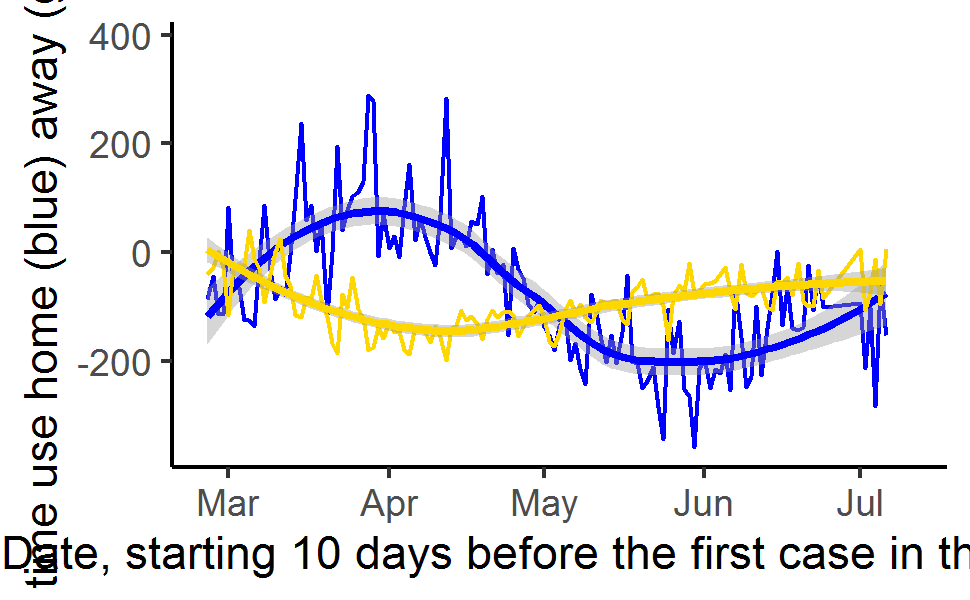 time use home (blue) away (g
400
200
0
-200
Mar Apr May Jun Jul
Date, starting 10 days before the first case in th